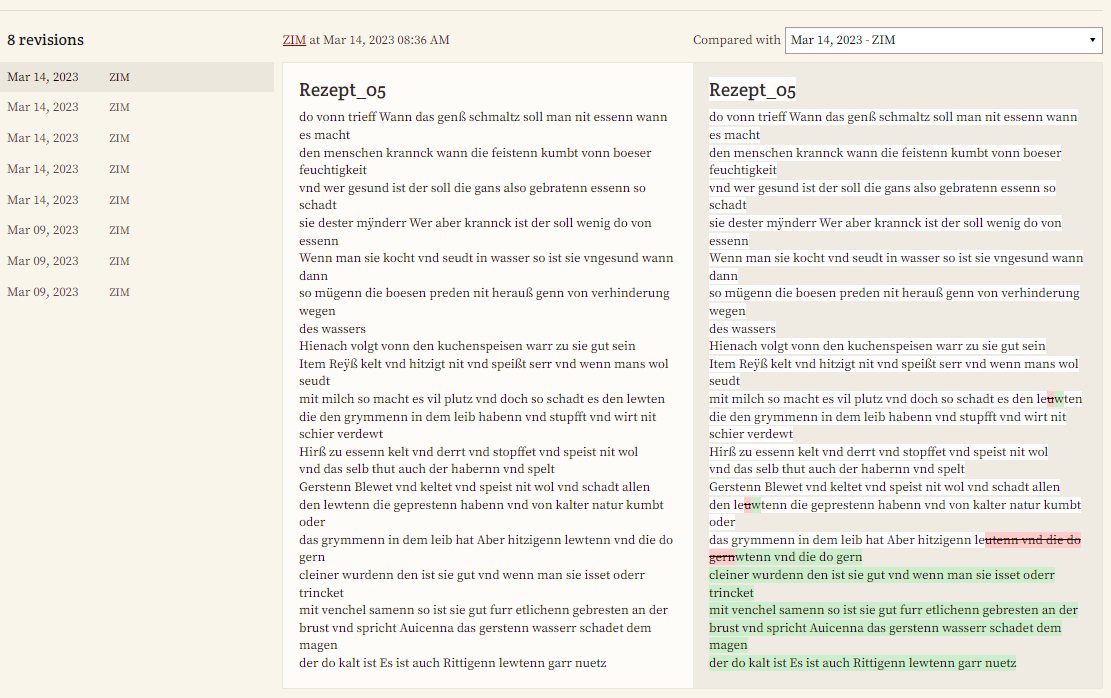 8 revisions
Mar 14, 2023 ZIM
Mar 14, 2023 ZIM
Mar 14, 2023 ZIM
Mar 14, 2023 ZIM
Mar 14, 2023 ZIM
Mar 09, 2023 ZIM
Mar 09, 2023 ZIM
Mar 09, 2023 ZIM
ZIM at Mar 14, 2023 08:36 AM
Compared with Mar 14, 2023 - ZIM
Rezept_05
do vonn trieff Wann das genß schmaltz soll man nit essenn wann
es macht
den menschen krannck wann die feistenn kumbt vonn boeser
feuchtigkeit
vnd wer gesund ist der soll die gans also gebratenn essenn so
schadt
sie dester mÿnderr Wer aber krannck ist der soll wenig do von
essenn
Wenn man sie kocht vnd seudt in wasser so ist sie vngesund wann
dann
so mügenn die boesen preden nit herauß genn von verhinderung
wegen
des wassers
Hienach volgt vonn den kuchenspeisen warr zu sie gut sein
Item Reÿß kelt vnd hitzigt nit vnd speißt serr vnd wenn mans wol
seudt
mit milch so macht es vil plutz vnd doch so schadt es den lewten
die den grymmenn in dem leib habenn vnd stupfft vnd wirt nit
schier verdewt
Hirß zu essenn kelt vnd derrt vnd stopffet vnd speist nit wol
vnd das selb thut auch der habernn vnd spelt
Gerstenn Blewet vnd keltet vnd speist nit wol vnd schadt allen
den lewtenn die geprestenn habenn vnd von kalter natur kumbt
oder
das grymmenn in dem leib hat Aber hitzigenn lewtenn vnd die do
gern
cleiner wurdenn den ist sie gut vnd wenn man sie isset oderr
trincket
mit venchel samenn so ist sie gut furr etlichenn gebresten an der
brust vnd spricht Auicenna das gerstenn wasserr schadet dem
magen
der do kalt ist Es ist auch Rittigenn lewtenn garr nuetz
Rezept_05
do vonn trieff Wann das genß schmaltz soll man nit essenn wann
es macht
den menschen krannck wann die feistenn kumbt vonn boeser
feuchtigkeit
vnd wer gesund ist der soll die gans also gebratenn essenn so
schadt
sie dester mÿnderr Wer aber krannck ist der soll wenig do von
essenn
Wenn man sie kocht vnd seudt in wasser so ist sie vngesund wann
dann
so mügenn die boesen preden nit herauß genn von verhinderung
wegen
des wassers
Hienach volgt vonn den kuchenspeisen warr zu sie gut sein
Item Reÿß kelt vnd hitzigt nit vnd speißt serr vnd wenn mans wol
seudt
mit milch so macht es vil plutz vnd doch so schadt es den leuwten
die den grymmenn in dem leib habenn vnd stupfft vnd wirt nit
schier verdewt
Hirß zu essenn kelt vnd derrt vnd stopffet vnd speist nit wol
vnd das selb thut auch der habernn vnd spelt
Gerstenn Blewet vnd keltet vnd speist nit wol vnd schadt allen
den leuwtenn die geprestenn habenn vnd von kalter natur kumbt
oder
das grymmenn in dem leib hat Aber hitzigenn leutenn vnd die do
gernwtenn vnd die do gern
cleiner wurdenn den ist sie gut vnd wenn man sie isset oderr
trincket
mit venchel samenn so ist sie gut furr etlichenn gebresten an der
brust vnd spricht Auicenna das gerstenn wasserr schadet dem
magen
der do kalt ist Es ist auch Rittigenn lewtenn garr nuetz